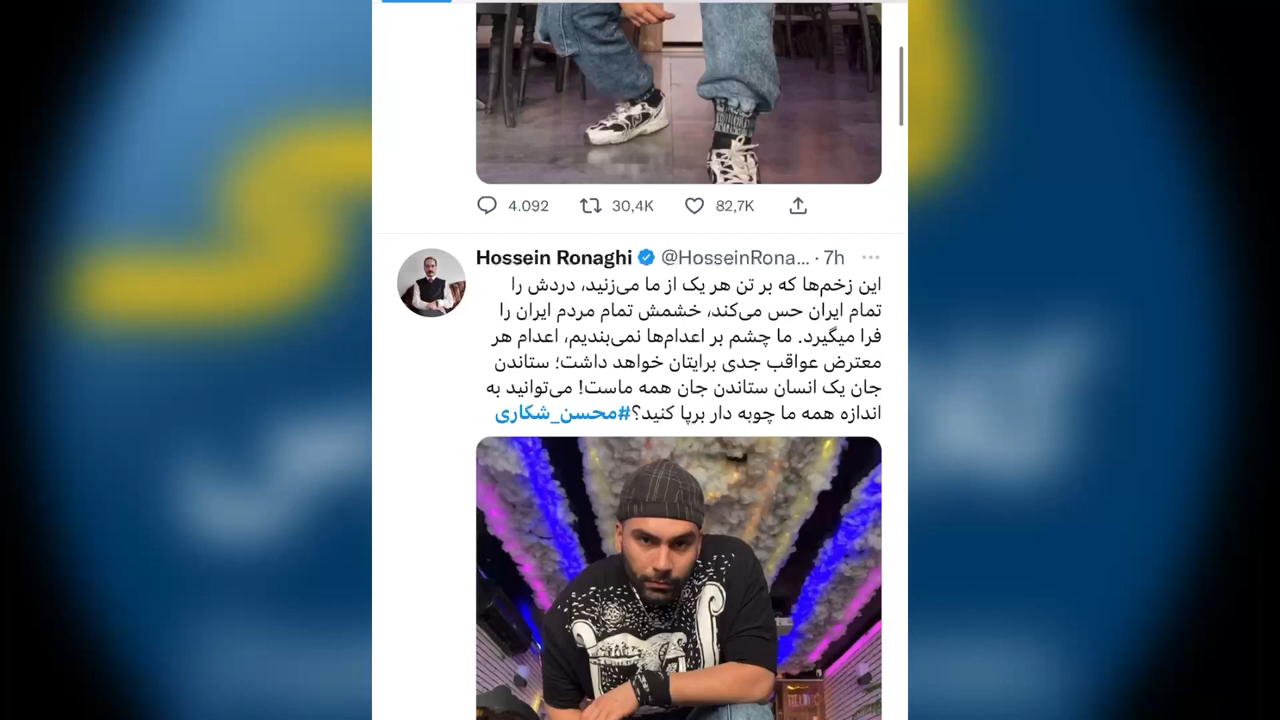 4.092 30,4K 82,7K
Hossein Ronaghi @HosseinRona... · 7h
این زخم‌ها که بر تن هر یک از ما می‌زنید، دردش را
تمام ایران حس می‌کند، خشمش تمام مردم ایران را
فرا میگیرد. ما چشم بر اعدام‌ها نمی‌بندیم، اعدام هر
معترض عواقب جدی برایتان خواهد داشت؛ ستاندن
جان یک انسان ستاندن جان همه ماست! می‌توانید به
اندازه همه ما چوبه دار برپا کنید؟#محسن_شکاری